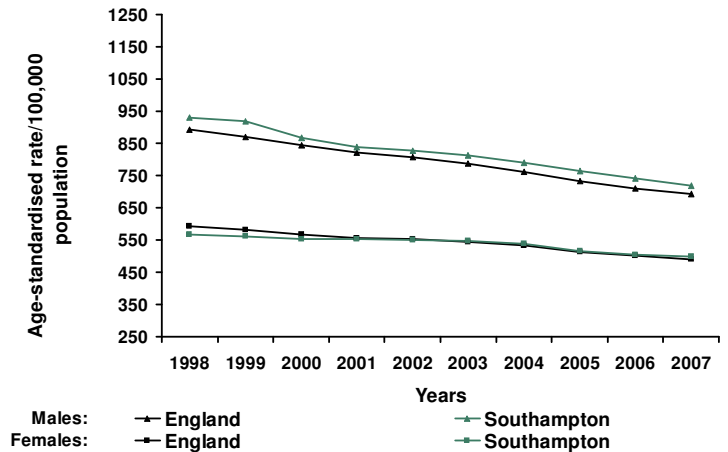 Age-standardised rate/100,000
population
1250
1150
1050
950
850
750
650
550
450
350
250
1998 1999 2000 2001 2002 2003 2004 2005 2006 2007
Years
Males: England Southampton
Females: England Southampton